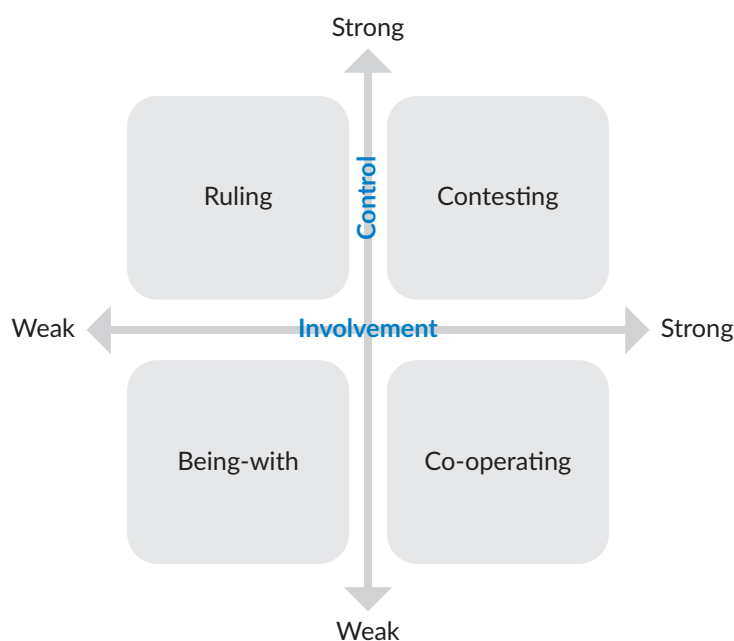 Strong
Ruling
Control
Contesting
Weak
Involvement
Strong
Being-with
Co-operating
Weak